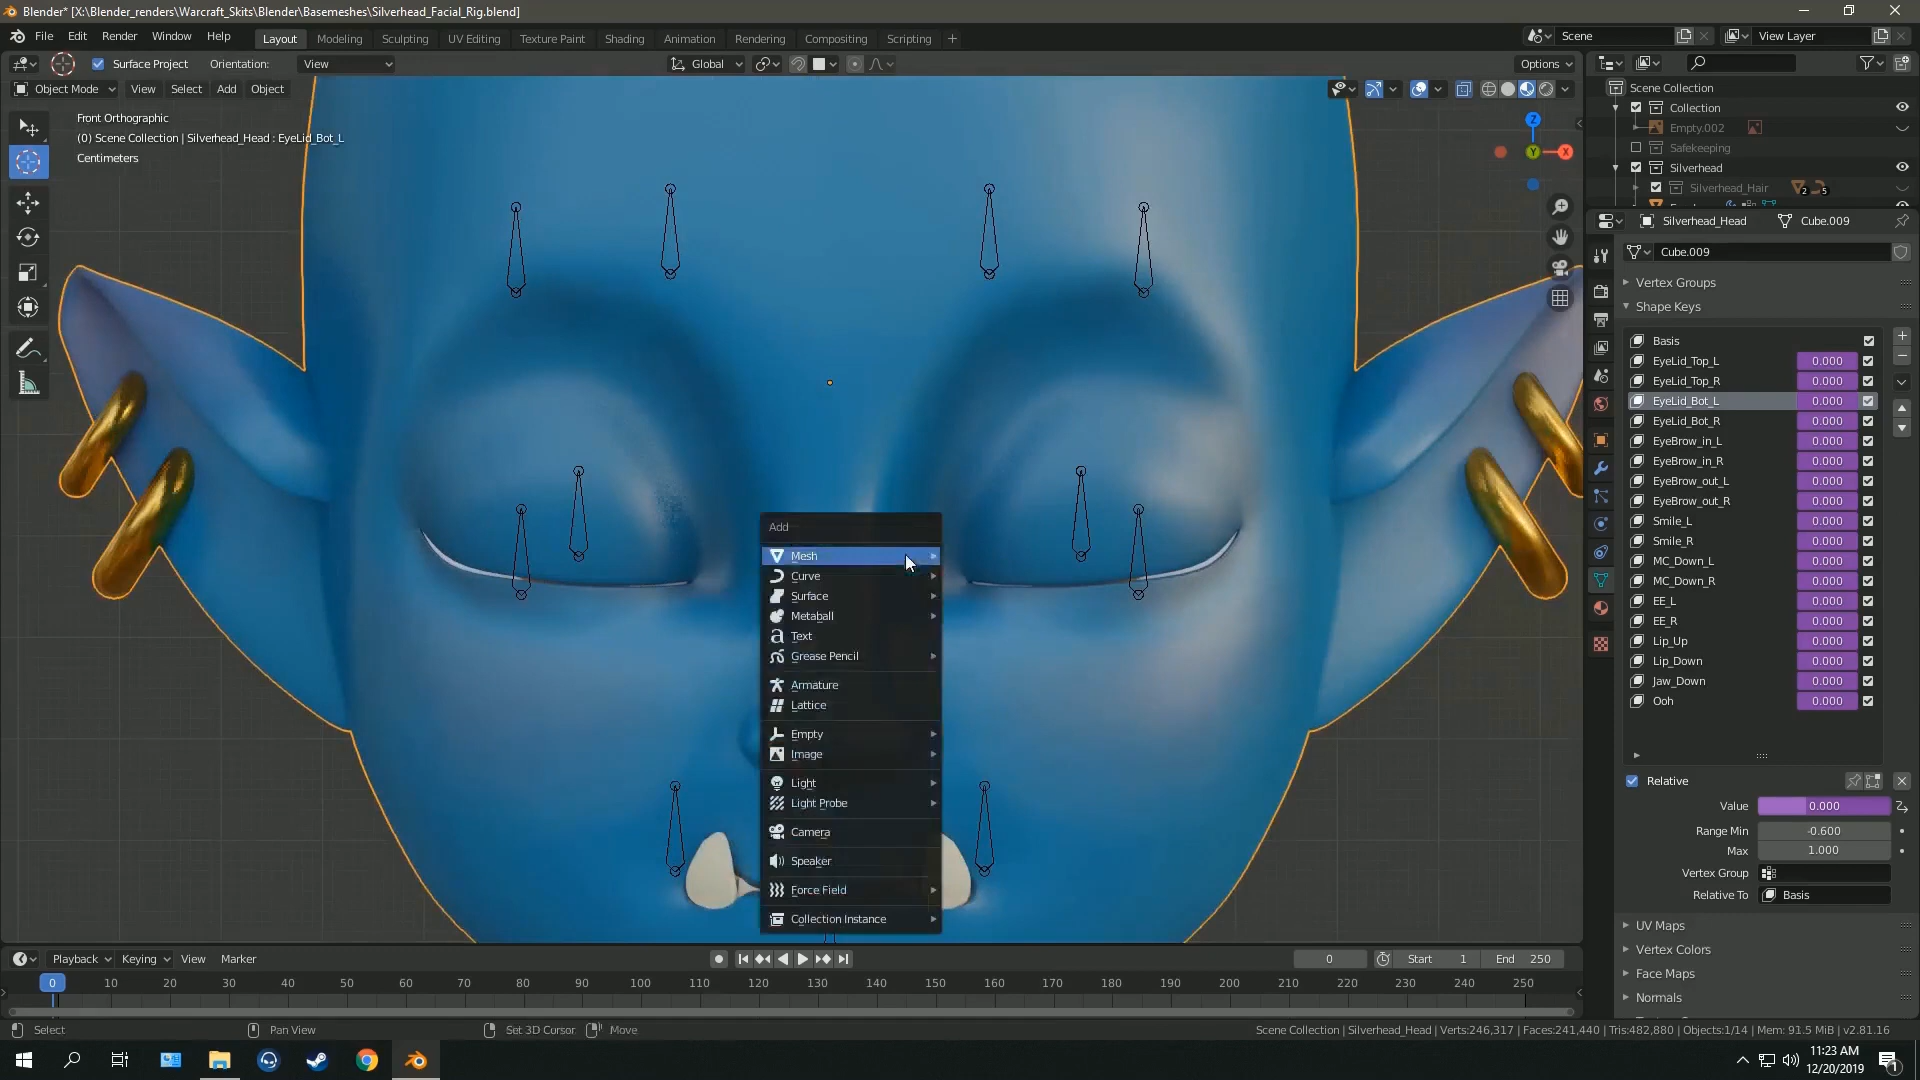 Blender* [X:\Blender_renders\Warcraft_Skits\Blender\Basemeshes\Silverhead_Facial_Rig.blend]
File Edit Render Window Help
Layout Modeling Sculpting UV Editing Texture Paint Shading Animation Rendering Compositing Scripting +
Scene
View Layer
Surface Project Orientation: View
Global
Options
Object Mode View Select Add Object
Front Orthographic
(0) Scene Collection | Silverhead_Head : EyeLid_Bot_L
Centimeters
Z
Y
X
Scene Collection
Collection
Empty.002
Safekeeping
Silverhead
Silverhead_Hair 2 5
Silverhead_Head Cube.009
Cube.009
Vertex Groups
Shape Keys
Basis
EyeLid_Top_L 0.000
EyeLid_Top_R 0.000
EyeLid_Bot_L 0.000
EyeLid_Bot_R 0.000
EyeBrow_in_L 0.000
EyeBrow_in_R 0.000
EyeBrow_out_L 0.000
EyeBrow_out_R 0.000
Smile_L 0.000
Smile_R 0.000
MC_Down_L 0.000
MC_Down_R 0.000
EE_L 0.000
EE_R 0.000
Lip_Up 0.000
Lip_Down 0.000
Jaw_Down 0.000
Ooh 0.000
Relative
Value 0.000
Range Min -0.600
Max 1.000
Vertex Group
Relative To Basis
UV Maps
Vertex Colors
Face Maps
Normals
Add
Mesh
Curve
Surface
Metaball
Text
Grease Pencil
Armature
Lattice
Empty
Image
Light
Light Probe
Camera
Speaker
Force Field
Collection Instance
Playback Keying View Marker
0
Start 1
End 250
0 10 20 30 40 50 60 70 80 90 100 110 120 130 140 150 160 170 180 190 200 210 220 230 240 250
Select
Pan View
Set 3D Cursor
Move
Scene Collection | Silverhead_Head | Verts:246,317 | Faces:241,440 | Tris:482,880 | Objects:1/14 | Mem: 91.5 MiB | v2.81.16
11:23 AM
12/20/2019
1